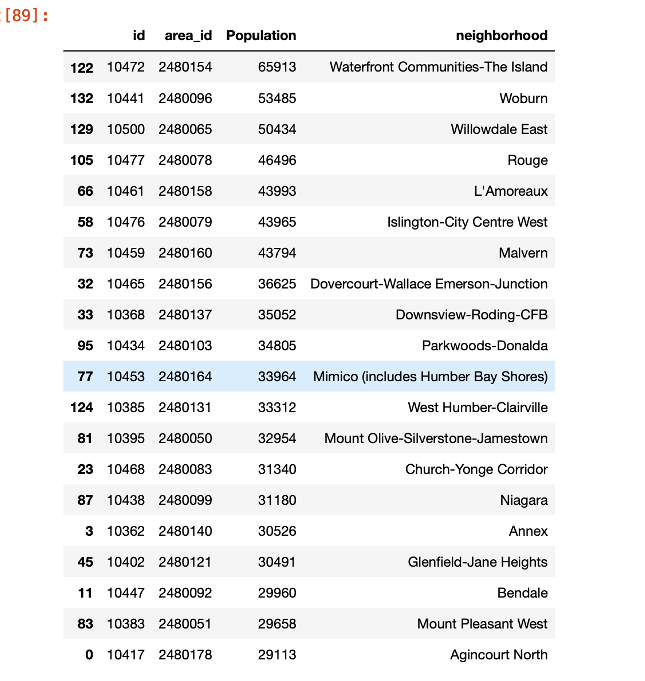 [89]:
id area_id Population neighborhood
122 10472 2480154 65913 Waterfront Communities-The Island
132 10441 2480096 53485 Woburn
129 10500 2480065 50434 Willowdale East
105 10477 2480078 46496 Rouge
66 10461 2480158 43993 L'Amoreaux
58 10476 2480079 43965 Islington-City Centre West
73 10459 2480160 43794 Malvern
32 10465 2480156 36625 Dovercourt-Wallace Emerson-Junction
33 10368 2480137 35052 Downsview-Roding-CFB
95 10434 2480103 34805 Parkwoods-Donalda
77 10453 2480164 33964 Mimico (includes Humber Bay Shores)
124 10385 2480131 33312 West Humber-Clairville
81 10395 2480050 32954 Mount Olive-Silverstone-Jamestown
23 10468 2480083 31340 Church-Yonge Corridor
87 10438 2480099 31180 Niagara
3 10362 2480140 30526 Annex
45 10402 2480121 30491 Glenfield-Jane Heights
11 10447 2480092 29960 Bendale
83 10383 2480051 29658 Mount Pleasant West
0 10417 2480178 29113 Agincourt North